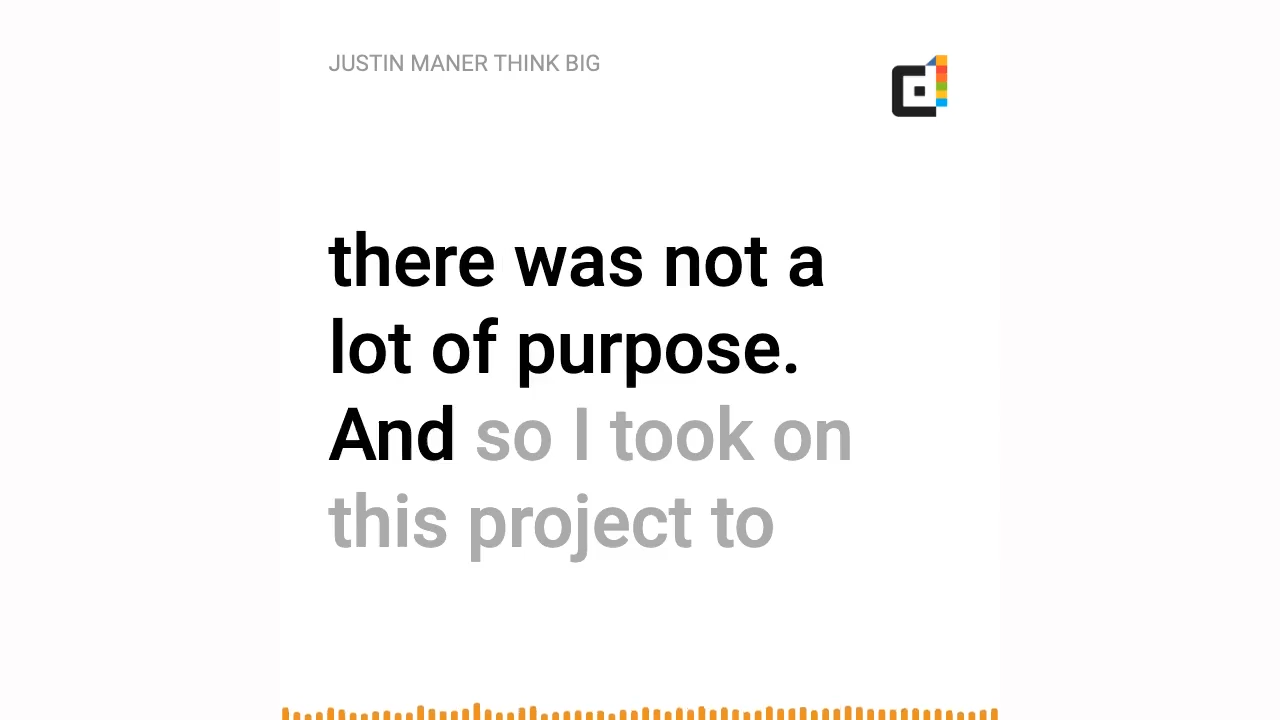 JUSTIN MANER THINK BIG
there was not a
lot of purpose.
And so I took on
this project to